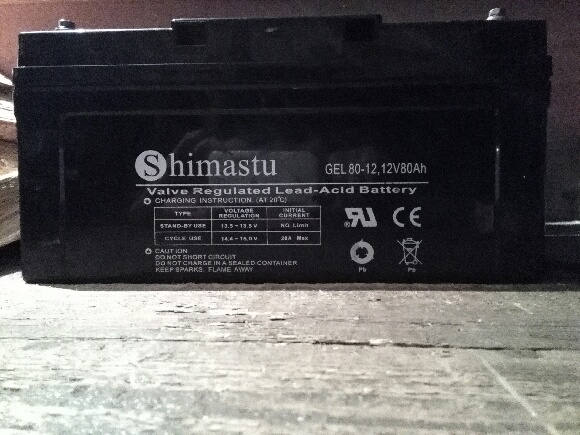 Shimastu
GEL 80-12,12V80Ah
Valve Regulated Lead-Acid Battery
CHARGING INSTRUCTION (AT 20°C)
TYPE VOLTAGE REGULATION INITIAL CURRENT
STAND-BY USE 13.5 - 13.8 V NO Limit
CYCLE USE 14.4 - 15.0 V 20A Max
CAUTION
DO NOT SHORT CIRCUIT
DO NOT CHARGE IN A SEALED CONTAINER
KEEP SPARKS. FLAME AWAY
RU CE
Pb Pb